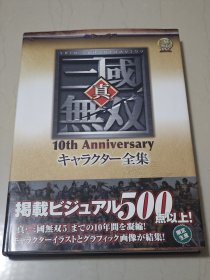 真・三國無双
10th Anniversary
キャラクター全集
掲載ビジュアル500点以上!
真・三國無双5までの10年間を凝縮!
キャラクターイラストとグラフィック画像が結集!